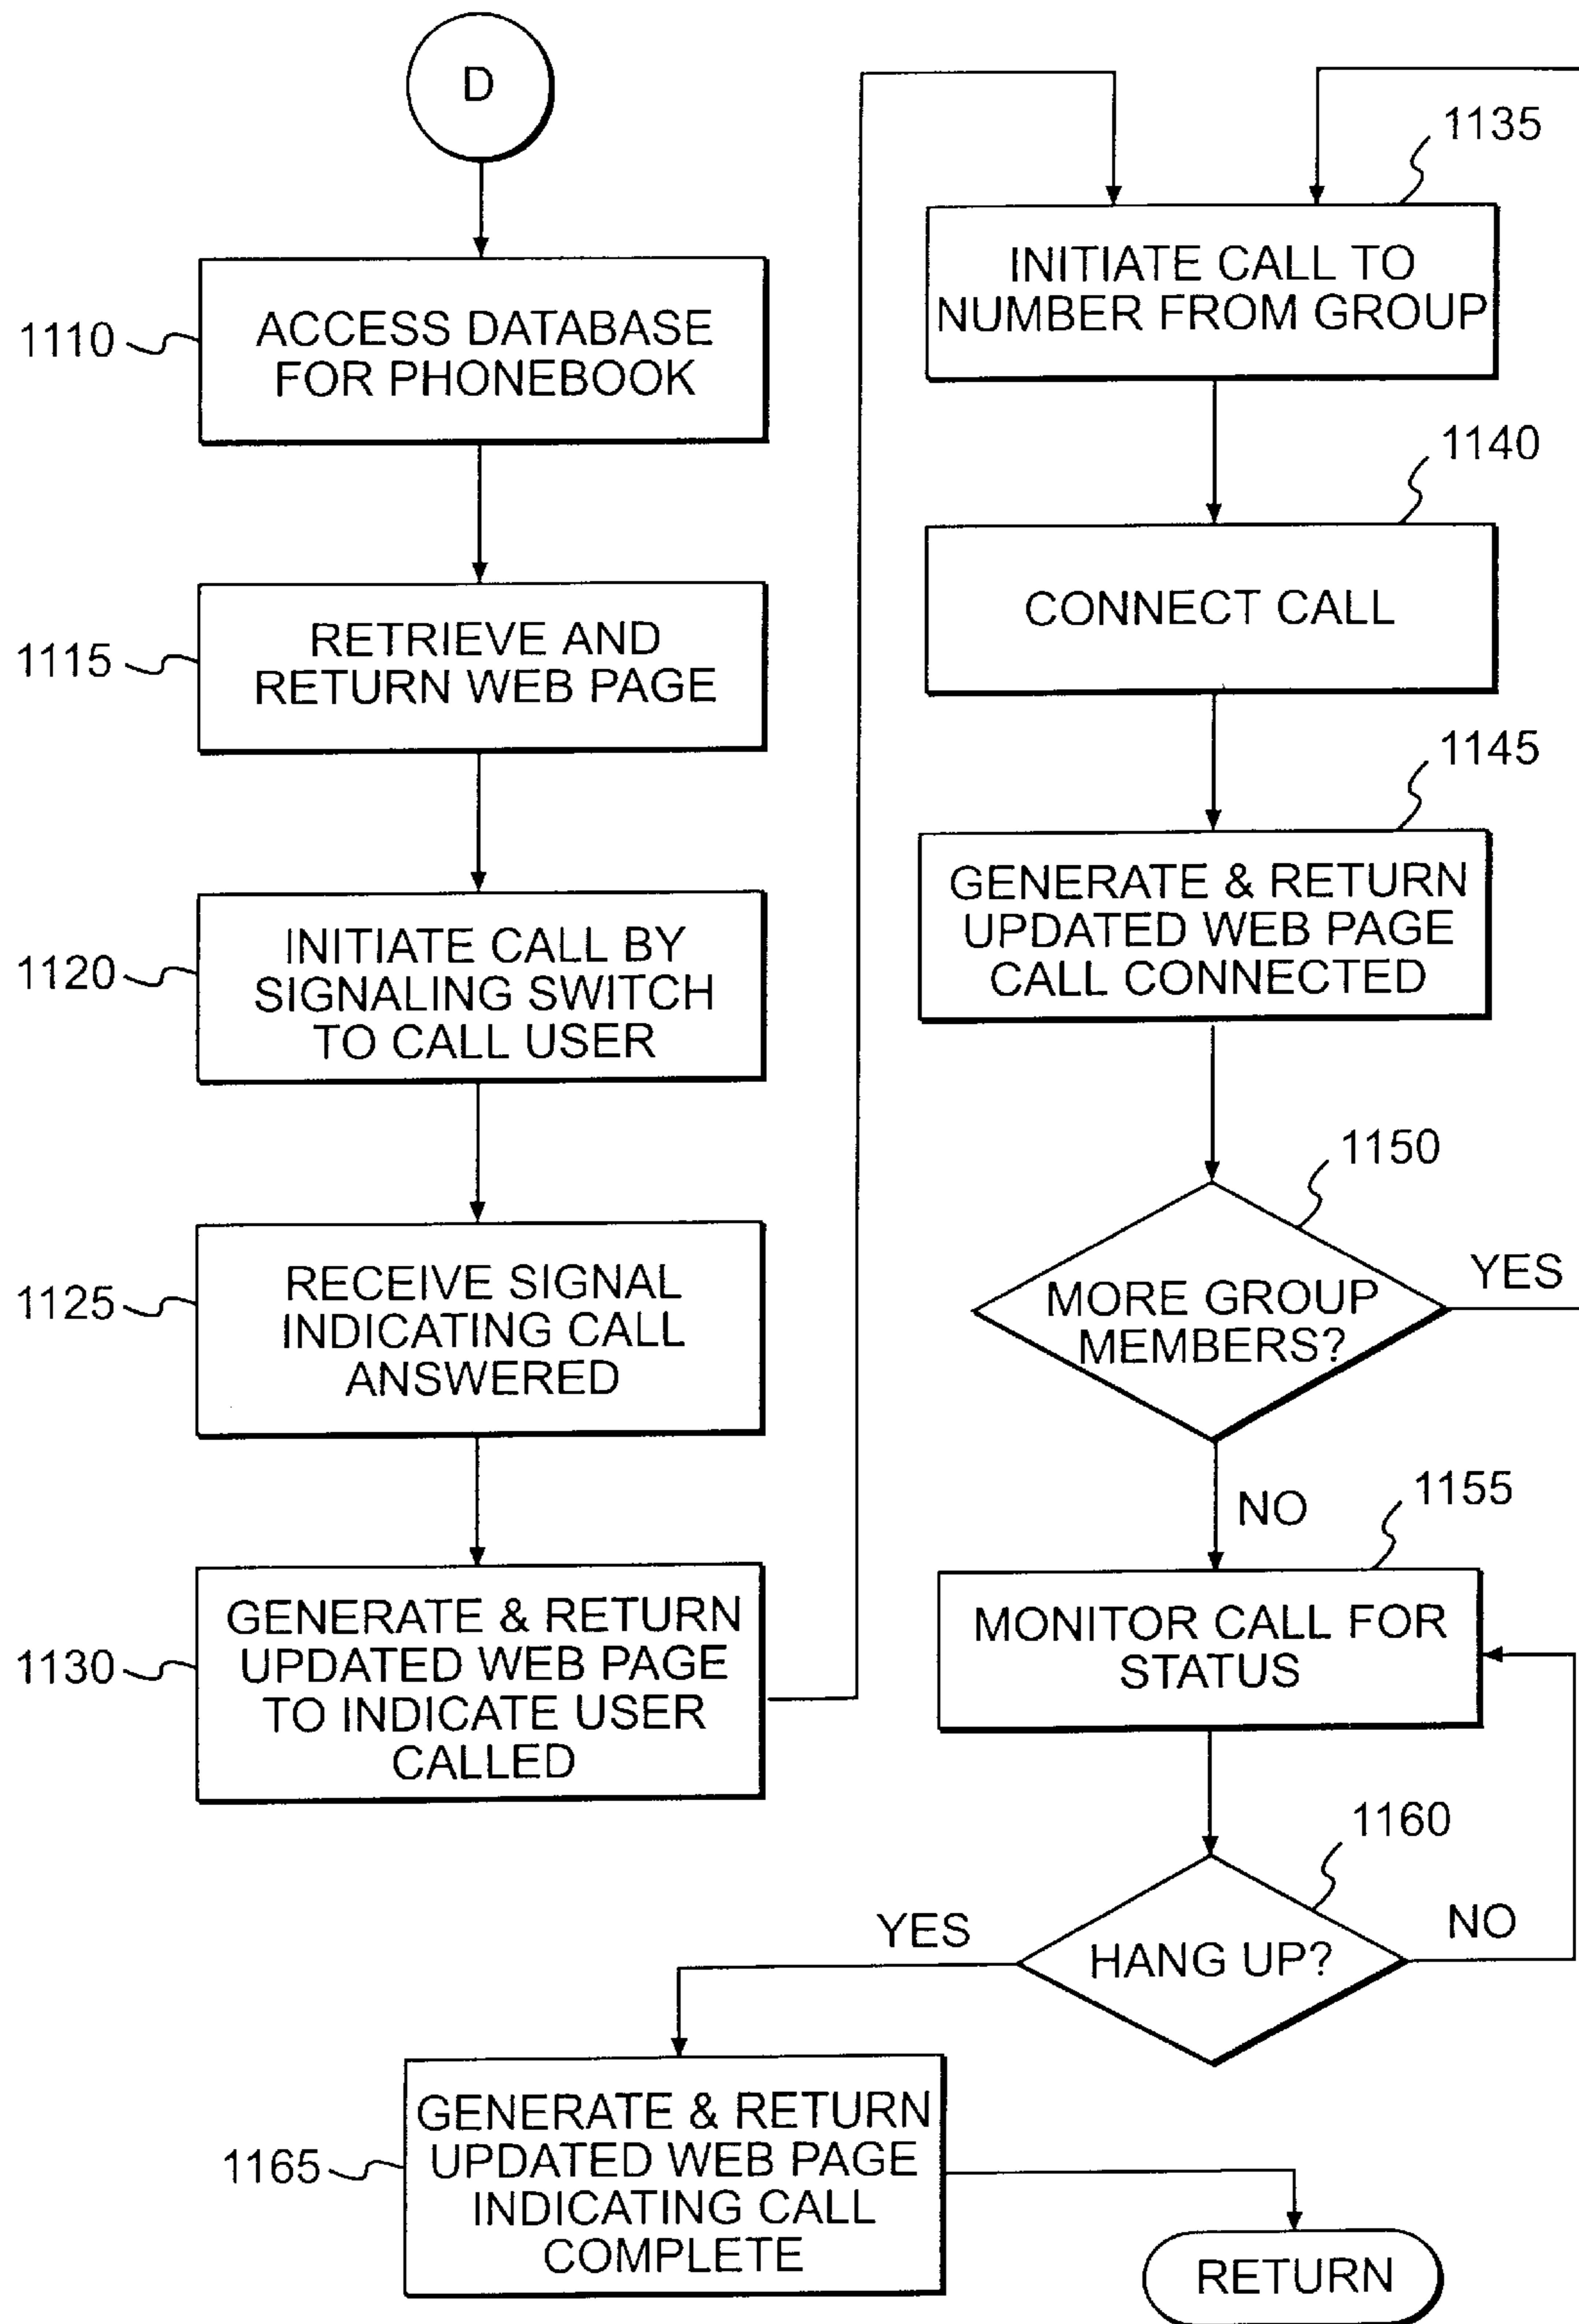 D
1110
ACCESS DATABASE
FOR PHONEBOOK
1115
RETRIEVE AND
RETURN WEB PAGE
1120
INITIATE CALL BY
SIGNALING SWITCH
TO CALL USER
1125
RECEIVE SIGNAL
INDICATING CALL
ANSWERED
1130
GENERATE & RETURN
UPDATED WEB PAGE
TO INDICATE USER
CALLED
1135
INITIATE CALL TO
NUMBER FROM GROUP
1140
CONNECT CALL
1145
GENERATE & RETURN
UPDATED WEB PAGE
CALL CONNECTED
1150
MORE GROUP
MEMBERS?
YES
NO
1155
MONITOR CALL FOR
STATUS
1160
HANG UP?
YES
NO
1165
GENERATE & RETURN
UPDATED WEB PAGE
INDICATING CALL
COMPLETE
RETURN